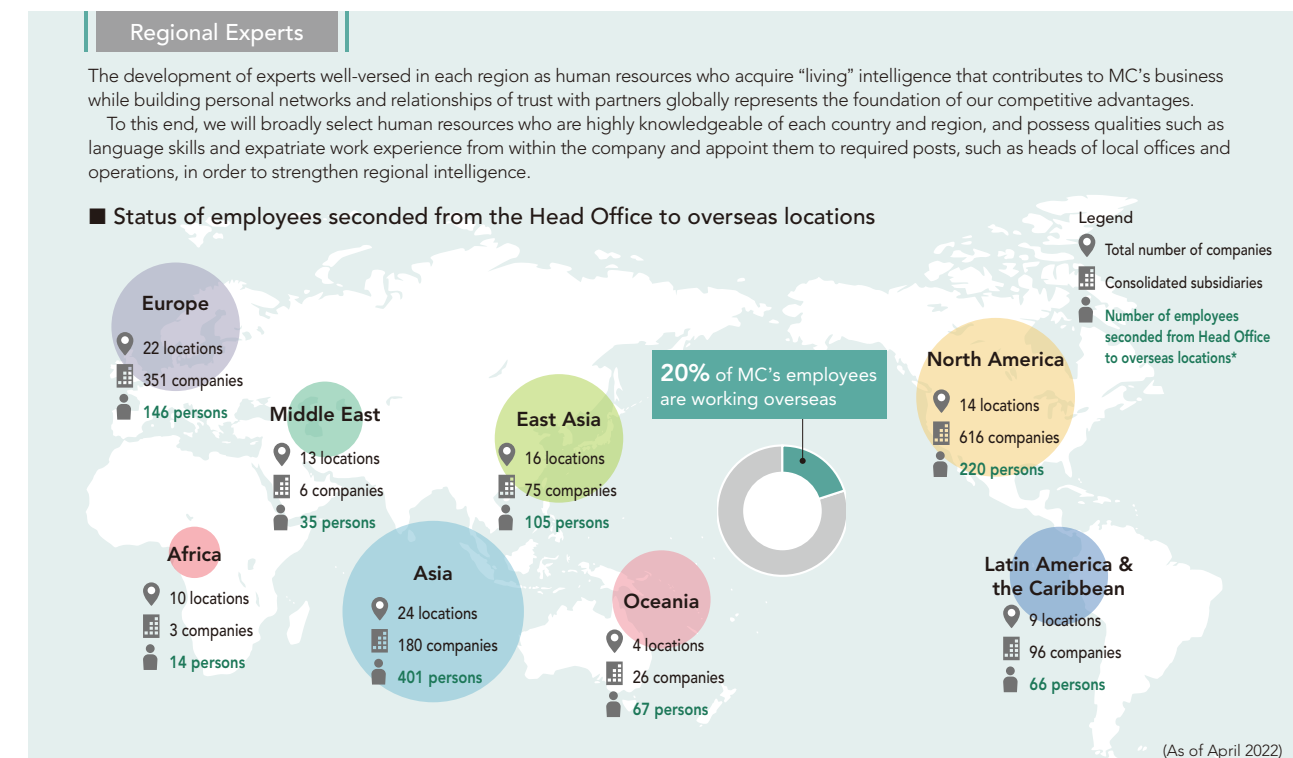 Regional Experts
The development of experts well-versed in each region as human resources who acquire “living” intelligence that contributes to MC’s business
while building personal networks and relationships of trust with partners globally represents the foundation of our competitive advantages.
To this end, we will broadly select human resources who are highly knowledgeable of each country and region, and possess qualities such as
language skills and expatriate work experience from within the company and appoint them to required posts, such as heads of local offices and
operations, in order to strengthen regional intelligence.
■ Status of employees seconded from the Head Office to overseas locations
Legend
Total number of companies
Consolidated subsidiaries
Number of employees
seconded from Head Office
to overseas locations*
Europe
22 locations
351 companies
146 persons
Middle East
13 locations
6 companies
35 persons
East Asia
16 locations
75 companies
105 persons
20% of MC’s employees
are working overseas
North America
14 locations
616 companies
220 persons
Africa
10 locations
3 companies
14 persons
Asia
24 locations
180 companies
401 persons
Oceania
4 locations
26 companies
67 persons
Latin America &
the Caribbean
9 locations
96 companies
66 persons
(As of April 2022)